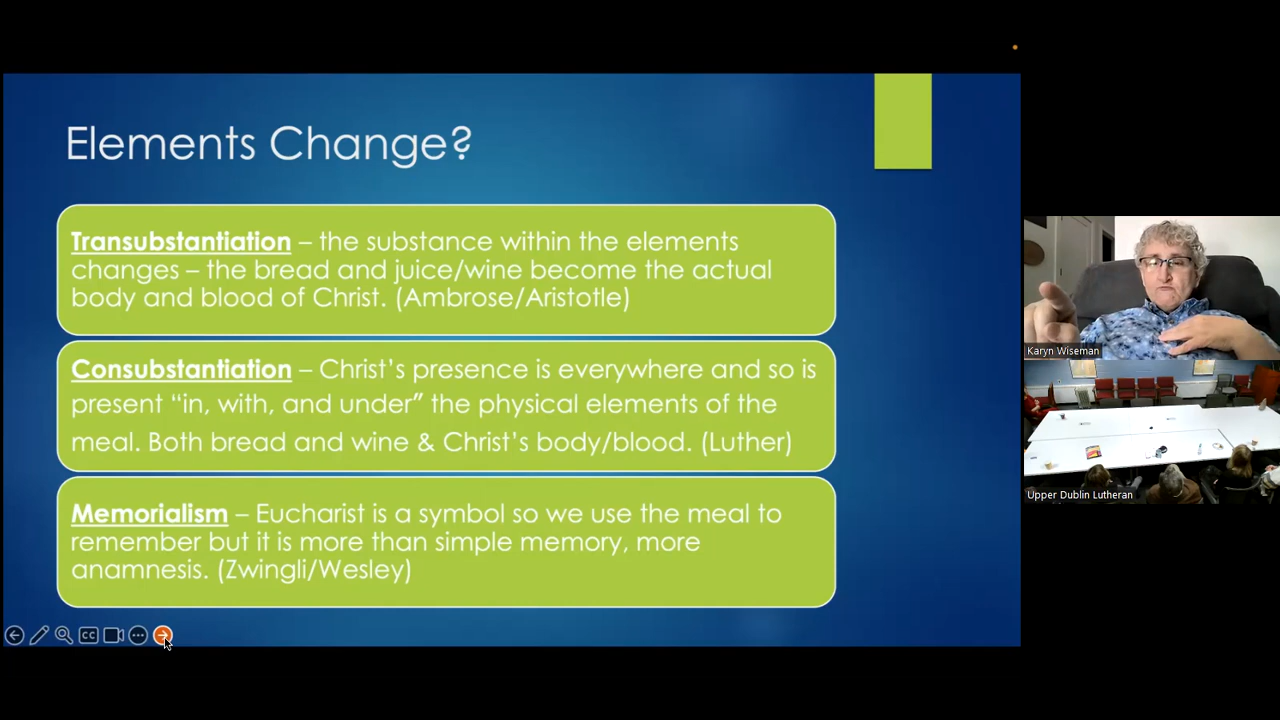 Elements Change?
Transubstantiation – the substance within the elements
changes – the bread and juice/wine become the actual
body and blood of Christ. (Ambrose/Aristotle)
Consubstantiation – Christ’s presence is everywhere and so is
present “in, with, and under” the physical elements of the
meal. Both bread and wine & Christ’s body/blood. (Luther)
Memorialism – Eucharist is a symbol so we use the meal to
remember but it is more than simple memory, more
anamnesis. (Zwingli/Wesley)
CC
Karyn Wiseman
Upper Dublin Lutheran